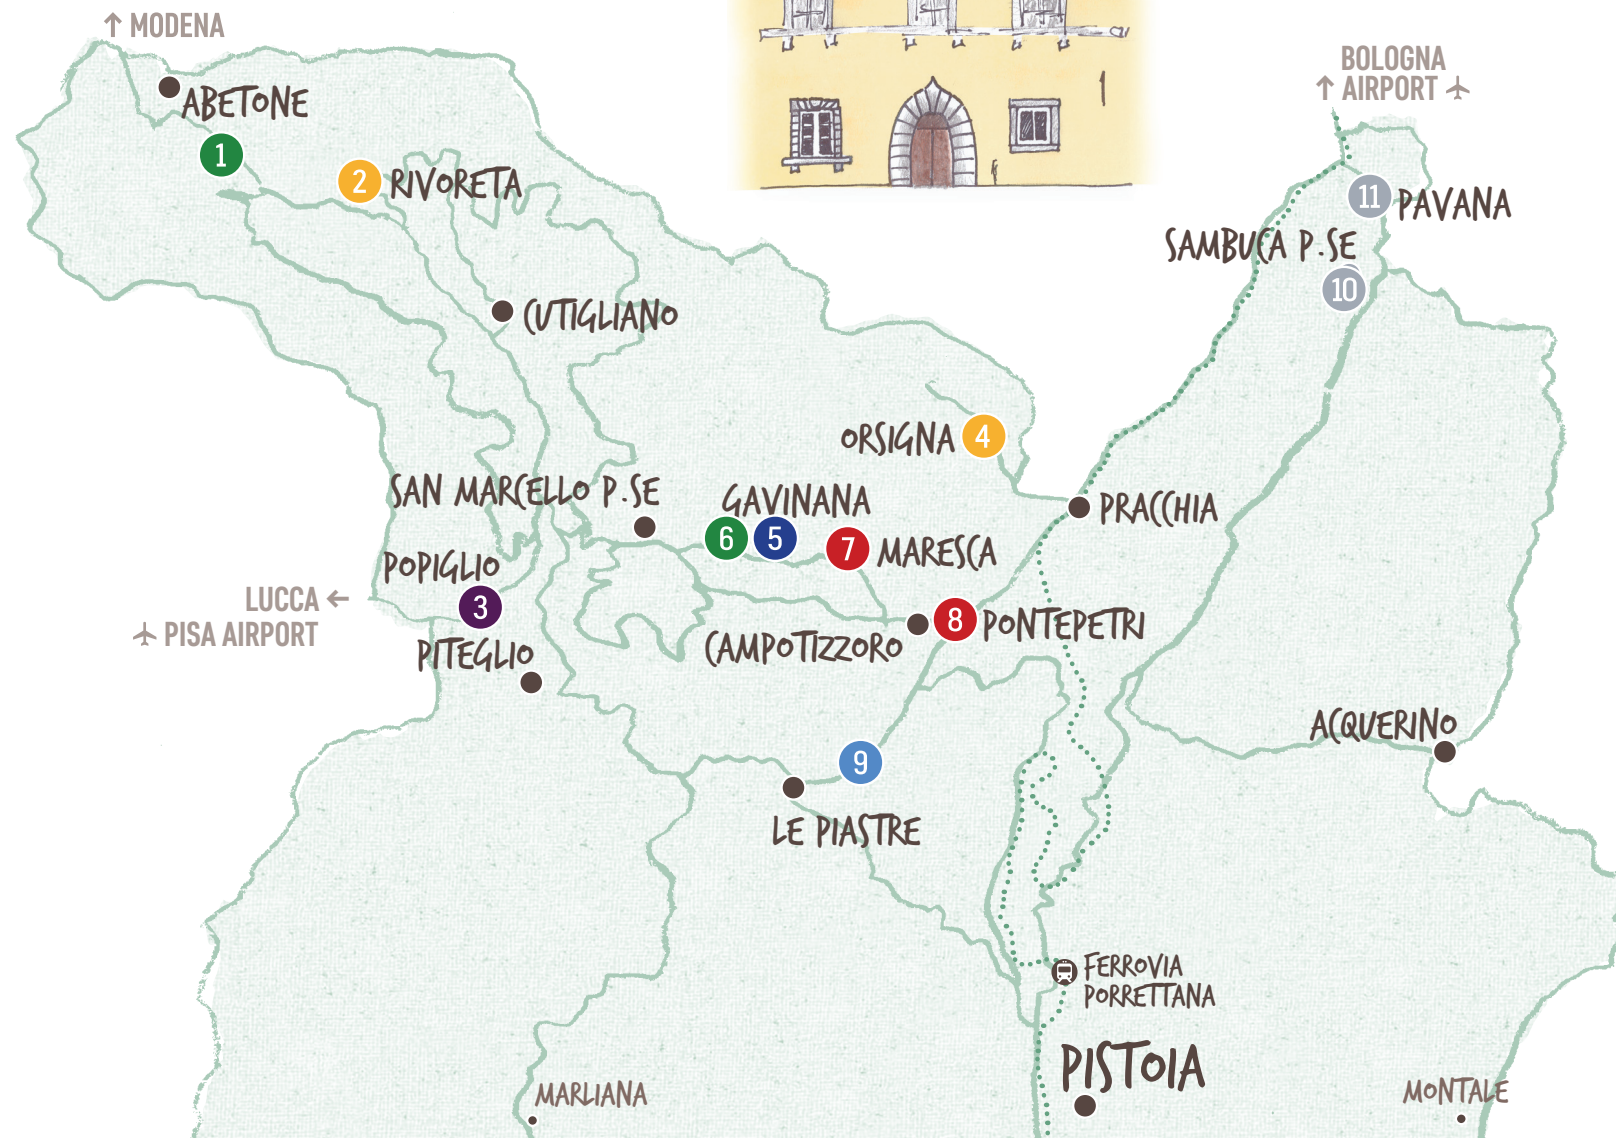 ↑ MODENA
BOLOGNA
↑ AIRPORT
ABETONE
1
2 RIVORETA
11 PAVANA
SAMBUCA P.SE
10
CUTIGLIANO
ORSIGNA 4
SAN MARCELLO P.SE
GAVINANA
PRACCHIA
6 5
7 MARESCA
POPIGLIO
LUCCA ←
3
PISA AIRPORT
8 PONTEPETRI
CAMPOTIZZORO
PITEGLIO
ACQUERINO
9
LE PIASTRE
FERROVIA
PORRETTANA
PISTOIA
MARLIANA
MONTALE